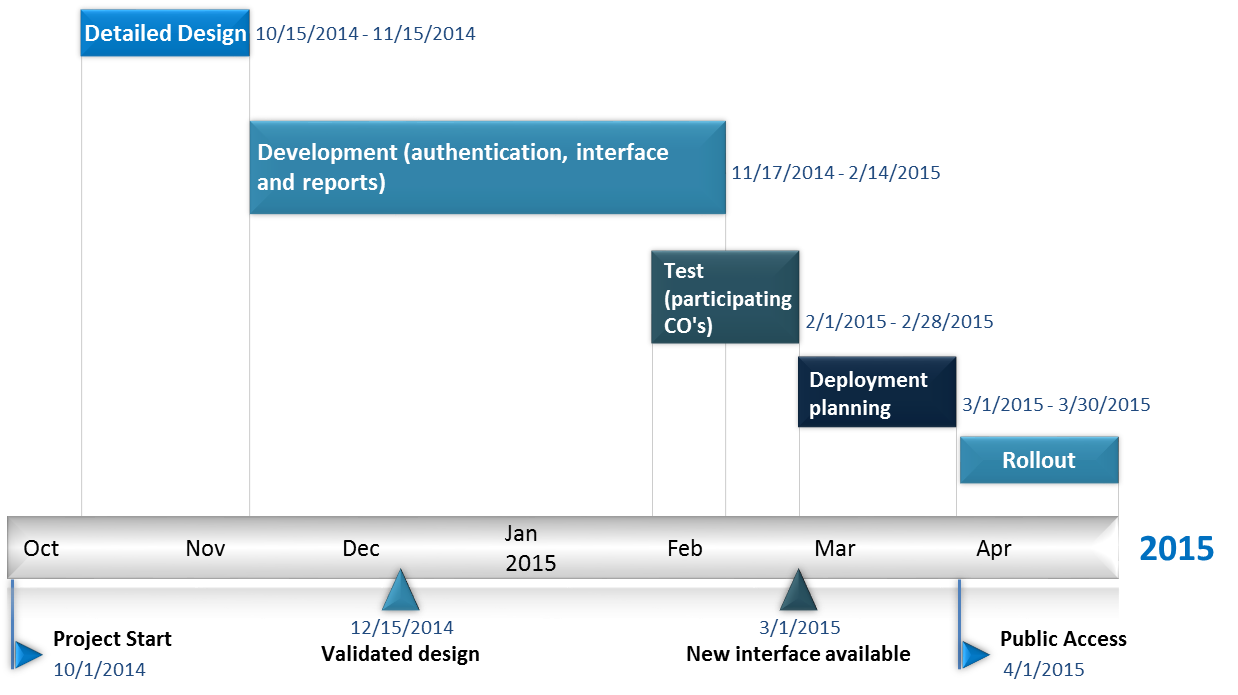 Detailed Design
10/15/2014 - 11/15/2014
Development (authentication, interface
and reports)
11/17/2014 - 2/14/2015
Test
(participating
CO's)
2/1/2015 - 2/28/2015
Deployment
planning
3/1/2015 - 3/30/2015
Rollout
Oct
Nov
Dec
Jan
2015
Feb
Mar
Apr
2015
Project Start
10/1/2014
12/15/2014
Validated design
3/1/2015
New interface available
Public Access
4/1/2015